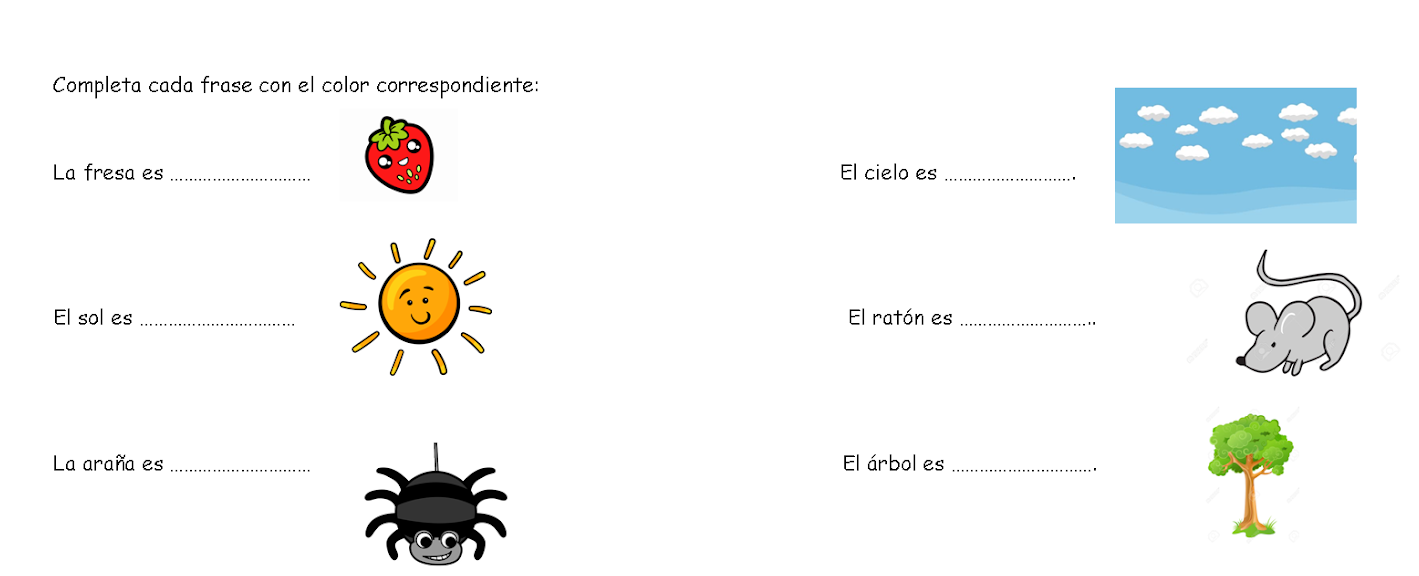 Completa cada frase con el color correspondiente:
La fresa es ..............................
El cielo es ...........................
El sol es .................................
El ratón es .............................
La araña es ..............................
El árbol es ...............................